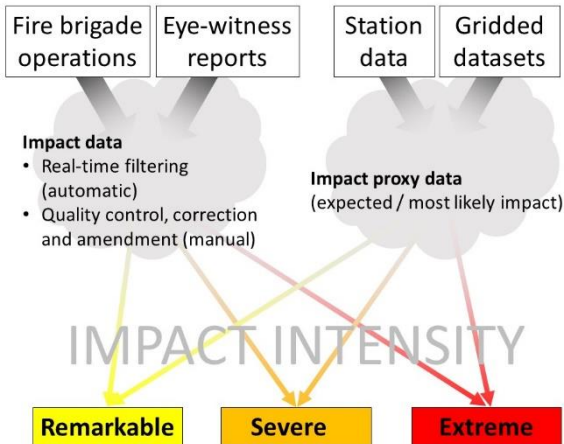 Fire brigade
operations
Eye-witness
reports
Station
data
Gridded
datasets
Impact data
• Real-time filtering
(automatic)
• Quality control, correction
and amendment (manual)
Impact proxy data
(expected / most likely impact)
IMPACT INTENSITY
Remarkable
Severe
Extreme